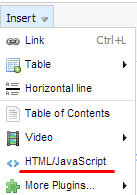 Insert
Link Ctrl+L
Table
Horizontal line
Table of Contents
Video
HTML/JavaScript
More Plugins...